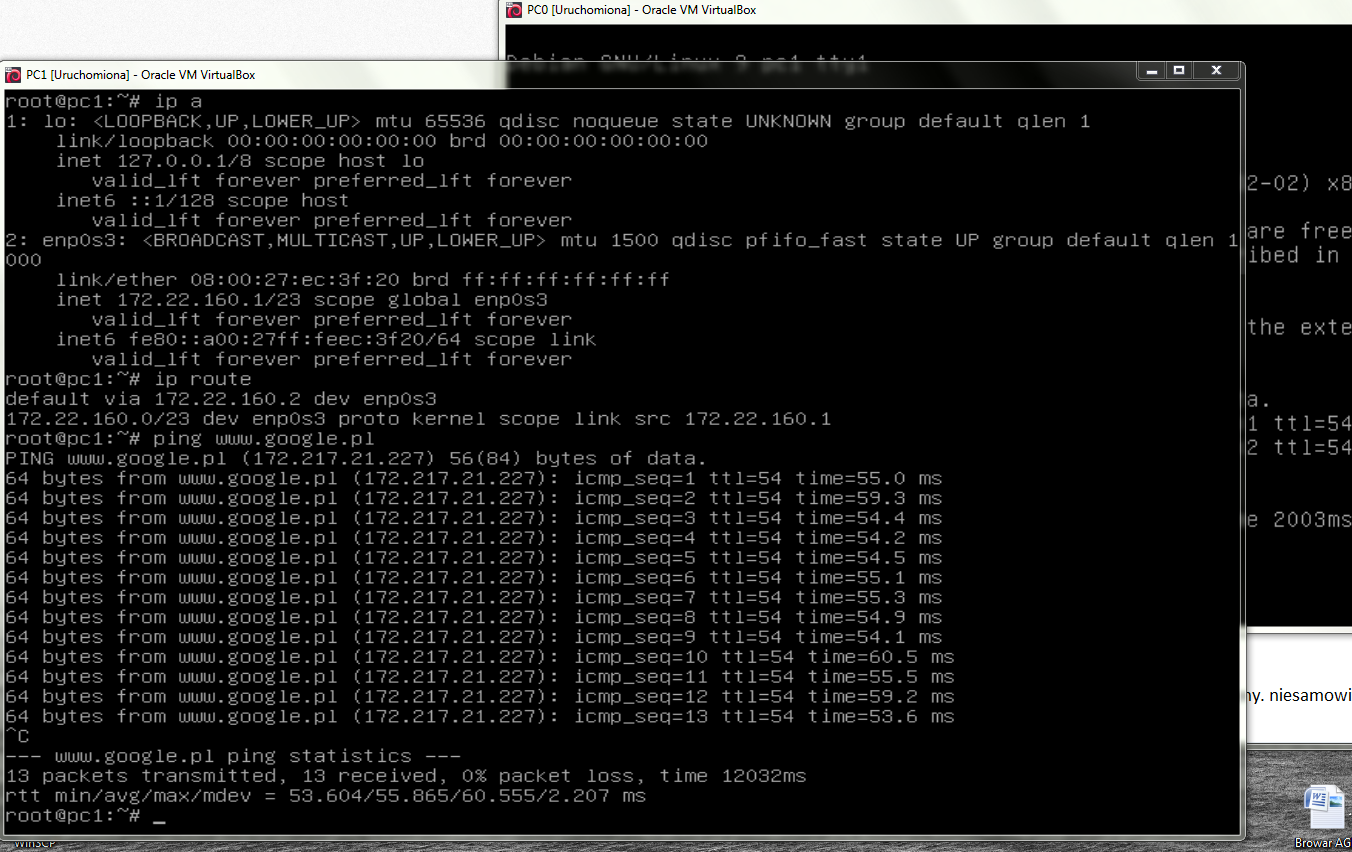 PC0 [Uruchomiona] - Oracle VM VirtualBox
Debian GNU/Linux 9 pc1 tty1
PC1 [Uruchomiona] - Oracle VM VirtualBox
root@pc1:~# ip a
1: lo: <LOOPBACK,UP,LOWER_UP> mtu 65536 qdisc noqueue state UNKNOWN group default qlen 1
link/loopback 00:00:00:00:00:00 brd 00:00:00:00:00:00
inet 127.0.0.1/8 scope host lo
valid_lft forever preferred_lft forever
inet6 ::1/128 scope host
valid_lft forever preferred_lft forever
2: enp0s3: <BROADCAST,MULTICAST,UP,LOWER_UP> mtu 1500 qdisc pfifo_fast state UP group default qlen 1
000
link/ether 08:00:27:ec:3f:20 brd ff:ff:ff:ff:ff:ff
inet 172.22.160.1/23 scope global enp0s3
valid_lft forever preferred_lft forever
inet6 fe80::a00:27ff:feec:3f20/64 scope link
valid_lft forever preferred_lft forever
root@pc1:~# ip route
default via 172.22.160.2 dev enp0s3
172.22.160.0/23 dev enp0s3 proto kernel scope link src 172.22.160.1
root@pc1:~# ping www.google.pl
PING www.google.pl (172.217.21.227) 56(84) bytes of data.
64 bytes from www.google.pl (172.217.21.227): icmp_seq=1 ttl=54 time=55.0 ms
64 bytes from www.google.pl (172.217.21.227): icmp_seq=2 ttl=54 time=59.3 ms
64 bytes from www.google.pl (172.217.21.227): icmp_seq=3 ttl=54 time=54.4 ms
64 bytes from www.google.pl (172.217.21.227): icmp_seq=4 ttl=54 time=54.2 ms
64 bytes from www.google.pl (172.217.21.227): icmp_seq=5 ttl=54 time=54.5 ms
64 bytes from www.google.pl (172.217.21.227): icmp_seq=6 ttl=54 time=55.1 ms
64 bytes from www.google.pl (172.217.21.227): icmp_seq=7 ttl=54 time=55.3 ms
64 bytes from www.google.pl (172.217.21.227): icmp_seq=8 ttl=54 time=54.9 ms
64 bytes from www.google.pl (172.217.21.227): icmp_seq=9 ttl=54 time=54.1 ms
64 bytes from www.google.pl (172.217.21.227): icmp_seq=10 ttl=54 time=60.5 ms
64 bytes from www.google.pl (172.217.21.227): icmp_seq=11 ttl=54 time=55.5 ms
64 bytes from www.google.pl (172.217.21.227): icmp_seq=12 ttl=54 time=59.2 ms
64 bytes from www.google.pl (172.217.21.227): icmp_seq=13 ttl=54 time=53.6 ms
^C
--- www.google.pl ping statistics ---
13 packets transmitted, 13 received, 0% packet loss, time 12032ms
rtt min/avg/max/mdev = 53.604/55.865/60.555/2.207 ms
root@pc1:~# _
2-02) x8
are free
ibed in
the exte
a.
1 ttl=54
2 ttl=54
e 2003ms
ny. niesamowi
WinSCP
Browar AG